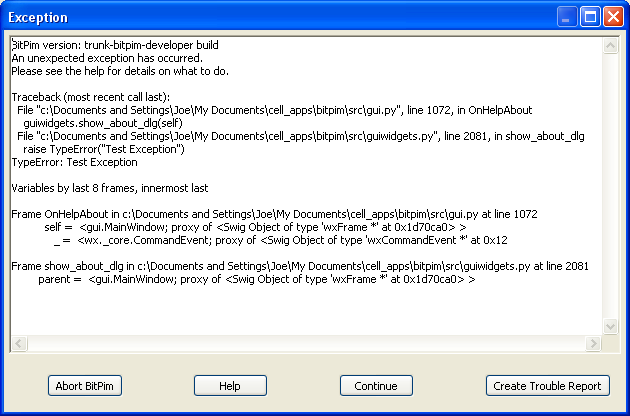 Exception
BitPim version: trunk-bitpim-developer build
An unexpected exception has occurred.
Please see the help for details on what to do.
Traceback (most recent call last):
File "c:\Documents and Settings\Joe\My Documents\cell_apps\bitpim\src\gui.py", line 1072, in OnHelpAbout
guiwidgets.show_about_dlg(self)
File "c:\Documents and Settings\Joe\My Documents\cell_apps\bitpim\src\guiwidgets.py", line 2081, in show_about_dlg
raise TypeError("Test Exception")
TypeError: Test Exception
Variables by last 8 frames, innermost last
Frame OnHelpAbout in c:\Documents and Settings\Joe\My Documents\cell_apps\bitpim\src\gui.py at line 1072
self = <gui.MainWindow; proxy of <Swig Object of type 'wxFrame *' at 0x1d70ca0> >
_ = <wx._core.CommandEvent; proxy of <Swig Object of type 'wxCommandEvent *' at 0x12
Frame show_about_dlg in c:\Documents and Settings\Joe\My Documents\cell_apps\bitpim\src\guiwidgets.py at line 2081
parent = <gui.MainWindow; proxy of <Swig Object of type 'wxFrame *' at 0x1d70ca0> >
Abort BitPim Help Continue Create Trouble Report